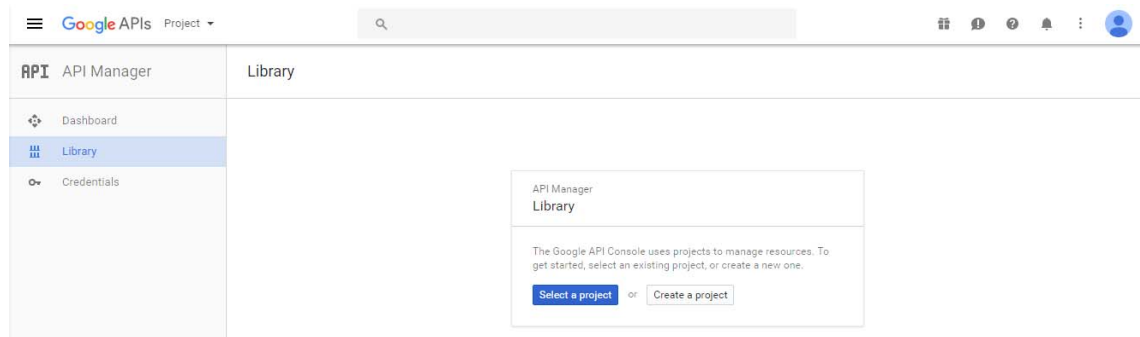 Google APIs Project
API API Manager
Library
Dashboard
Library
Credentials
API Manager
Library
The Google API Console uses projects to manage resources. To
get started, select an existing project, or create a new one.
Select a project or Create a project